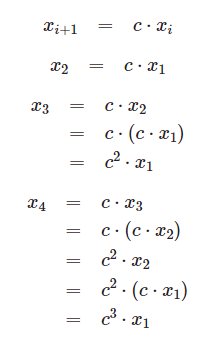 x_{i+1} = c · x_i
x_2 = c · x_1
x_3 = c · x_2
= c · (c · x_1)
= c^2 · x_1
x_4 = c · x_3
= c · (c · x_2)
= c^2 · x_2
= c^2 · (c · x_1)
= c^3 · x_1